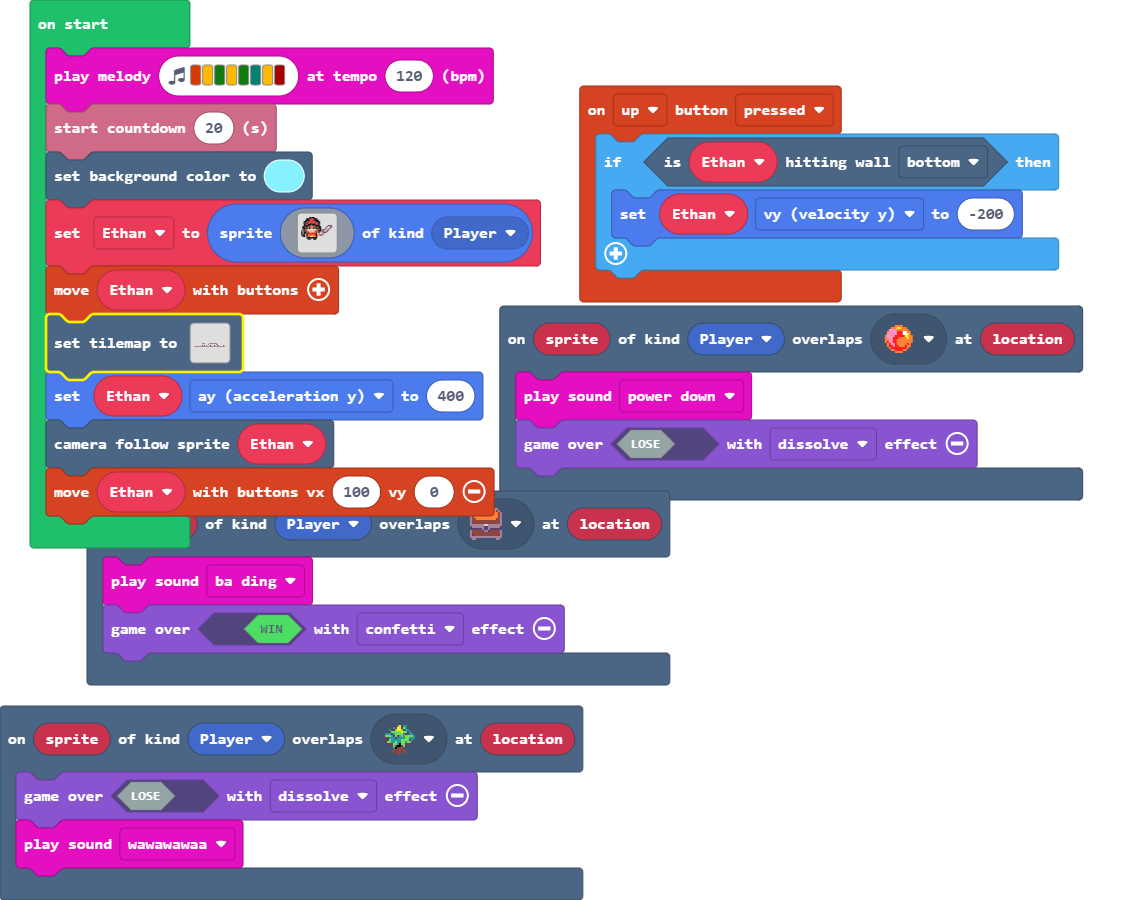 on start
play melody at tempo 120 (bpm)
start countdown 20 (s)
set background color to
set Ethan to sprite of kind Player
move Ethan with buttons
set tilemap to
set Ethan ay (acceleration y) to 400
camera follow sprite Ethan
move Ethan with buttons vx 100 vy 0
on up button pressed
if is Ethan hitting wall bottom then
set Ethan vy (velocity y) to -200
on sprite of kind Player overlaps at location
play sound power down
game over LOSE with dissolve effect
of kind Player overlaps at location
play sound ba ding
game over WIN with confetti effect
on sprite of kind Player overlaps at location
game over LOSE with dissolve effect
play sound wawawawaa